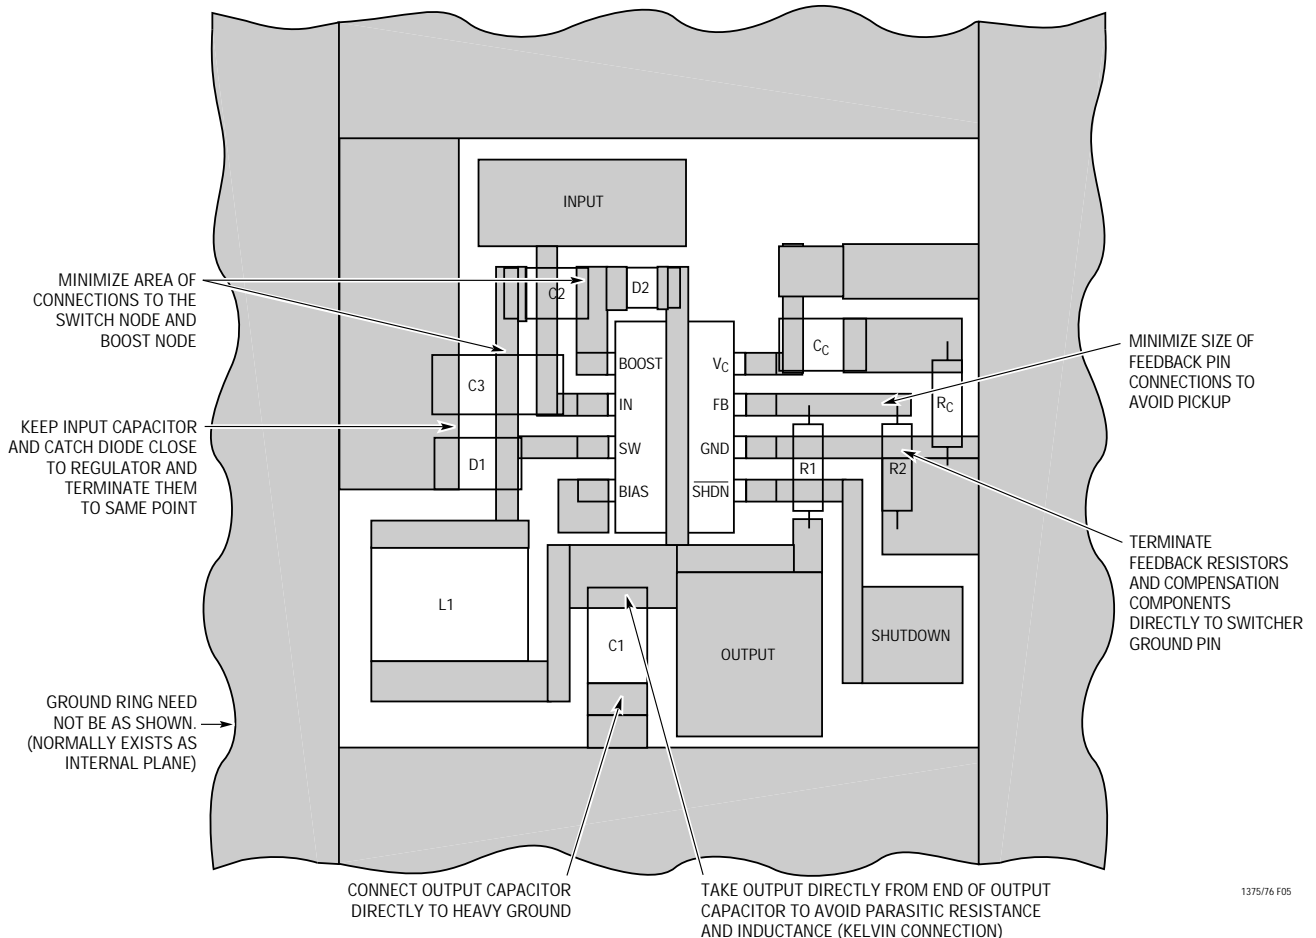 INPUT
MINIMIZE AREA OF
CONNECTIONS TO THE
SWITCH NODE AND
BOOST NODE
C2
D2
BOOST
VC
CC
MINIMIZE SIZE OF
FEEDBACK PIN
CONNECTIONS TO
AVOID PICKUP
C3
IN
FB
RC
KEEP INPUT CAPACITOR
AND CATCH DIODE CLOSE
TO REGULATOR AND
TERMINATE THEM
TO SAME POINT
D1
SW
GND
R1
R2
BIAS
SHDN
TERMINATE
FEEDBACK RESISTORS
AND COMPENSATION
COMPONENTS
DIRECTLY TO SWITCHER
GROUND PIN
L1
C1
OUTPUT
SHUTDOWN
GROUND RING NEED
NOT BE AS SHOWN.
(NORMALLY EXISTS AS
INTERNAL PLANE)
CONNECT OUTPUT CAPACITOR
DIRECTLY TO HEAVY GROUND
TAKE OUTPUT DIRECTLY FROM END OF OUTPUT
CAPACITOR TO AVOID PARASITIC RESISTANCE
AND INDUCTANCE (KELVIN CONNECTION)
1375/76 F05